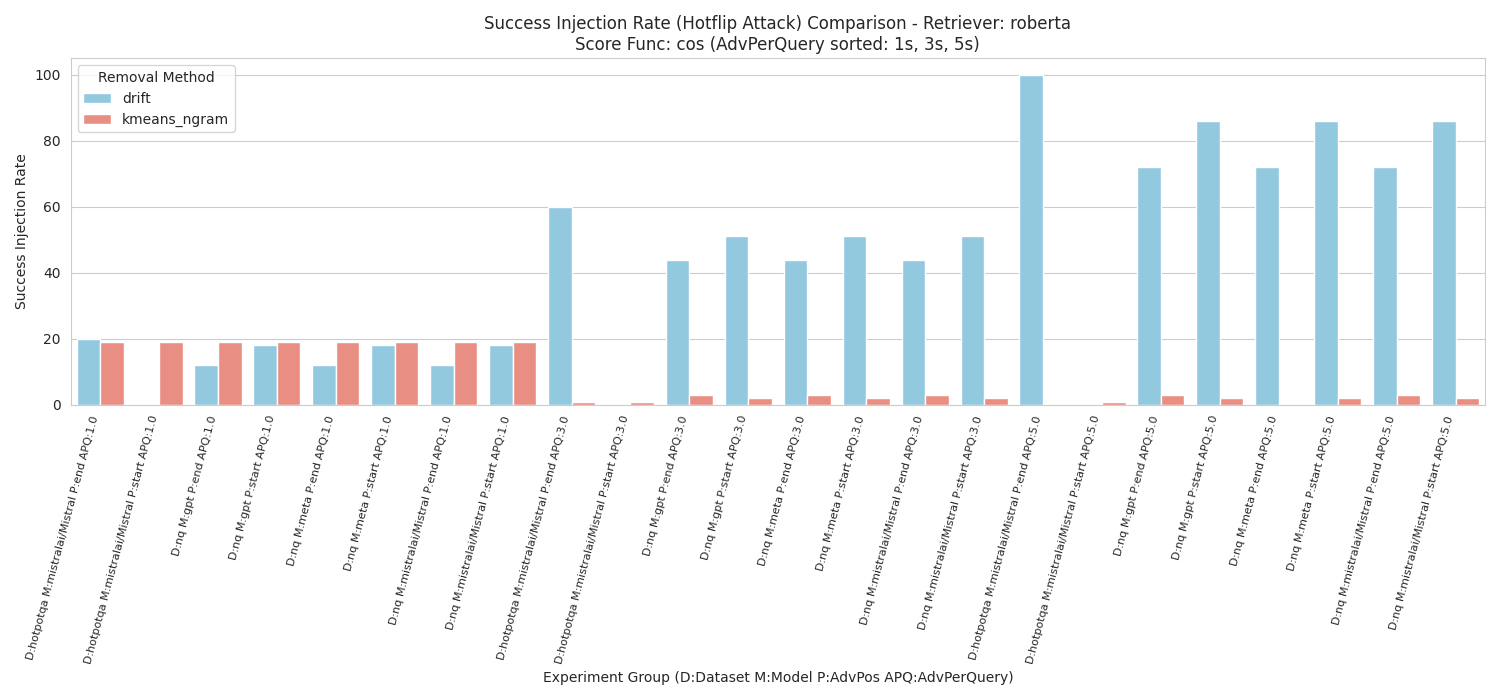 Success Injection Rate (Hotflip Attack) Comparison - Retriever: roberta
Score Func: cos (AdvPerQuery sorted: 1s, 3s, 5s)
Removal Method
drift
kmeans_ngram
Success Injection Rate
100
80
60
40
20
0
D:hotpotqa M:mistralai/Mistral P:end APQ:1.0
D:hotpotqa M:mistralai/Mistral P:start APQ:1.0
D:nq M:gpt P:end APQ:1.0
D:nq M:gpt P:start APQ:1.0
D:nq M:meta P:end APQ:1.0
D:nq M:meta P:start APQ:1.0
D:nq M:mistralai/Mistral P:end APQ:1.0
D:nq M:mistralai/Mistral P:start APQ:1.0
D:hotpotqa M:mistralai/Mistral P:end APQ:3.0
D:hotpotqa M:mistralai/Mistral P:start APQ:3.0
D:nq M:gpt P:end APQ:3.0
D:nq M:gpt P:start APQ:3.0
D:nq M:meta P:end APQ:3.0
D:nq M:meta P:start APQ:3.0
D:nq M:mistralai/Mistral P:end APQ:3.0
D:nq M:mistralai/Mistral P:start APQ:3.0
D:hotpotqa M:mistralai/Mistral P:end APQ:5.0
D:hotpotqa M:mistralai/Mistral P:start APQ:5.0
D:nq M:gpt P:end APQ:5.0
D:nq M:gpt P:start APQ:5.0
D:nq M:meta P:end APQ:5.0
D:nq M:meta P:start APQ:5.0
D:nq M:mistralai/Mistral P:end APQ:5.0
D:nq M:mistralai/Mistral P:start APQ:5.0
Experiment Group (D:Dataset M:Model P:AdvPos APQ:AdvPerQuery)